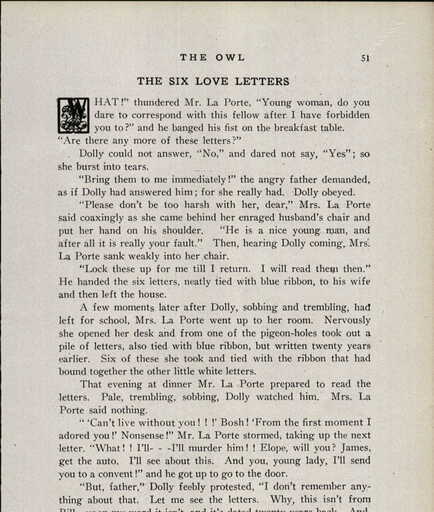 THE OWL 51
THE SIX LOVE LETTERS
WHAT!" thundered Mr. La Porte, "Young woman, do you
dare to correspond with this fellow after I have forbidden
you to?" and he banged his fist on the breakfast table.
"Are there any more of these letters?"
Dolly could not answer, "No," and dared not say, "Yes"; so
she burst into tears.
"Bring them to me immediately!" the angry father demanded,
as if Dolly had answered him; for she really had. Dolly obeyed.
"Please don't be too harsh with her, dear," Mrs. La Porte
said coaxingly as she came behind her enraged husband's chair and
put her hand on his shoulder. "He is a nice young man, and
after all it is really your fault." Then, hearing Dolly coming, Mrs.
La Porte sank weakly into her chair.
"Lock these up for me till I return. I will read them then."
He handed the six letters, neatly tied with blue ribbon, to his wife
and then left the house.
A few moments later after Dolly, sobbing and trembling, had
left for school, Mrs. La Porte went up to her room. Nervously
she opened her desk and from one of the pigeon-holes took out a
pile of letters, also tied with blue ribbon, but written twenty years
earlier. Six of these she took and tied with the ribbon that had
bound together the other little white letters.
That evening at dinner Mr. La Porte prepared to read the
letters. Pale, trembling, sobbing, Dolly watched him. Mrs. La
Porte said nothing.
" 'Can't live without you! ! !' Bosh! 'From the first moment I
adored you!' Nonsense!" Mr. La Porte stormed, taking up the next
letter. "What! ! I'll- - -I'll murder him! ! Elope, will you? James,
get the auto. I'll see about this. And you, young lady, I'll send
you to a convent!" and he got up to go to the door.
"But, father," Dolly feebly protested, "I don't remember any-
thing about that. Let me see the letters. Why, this isn't from